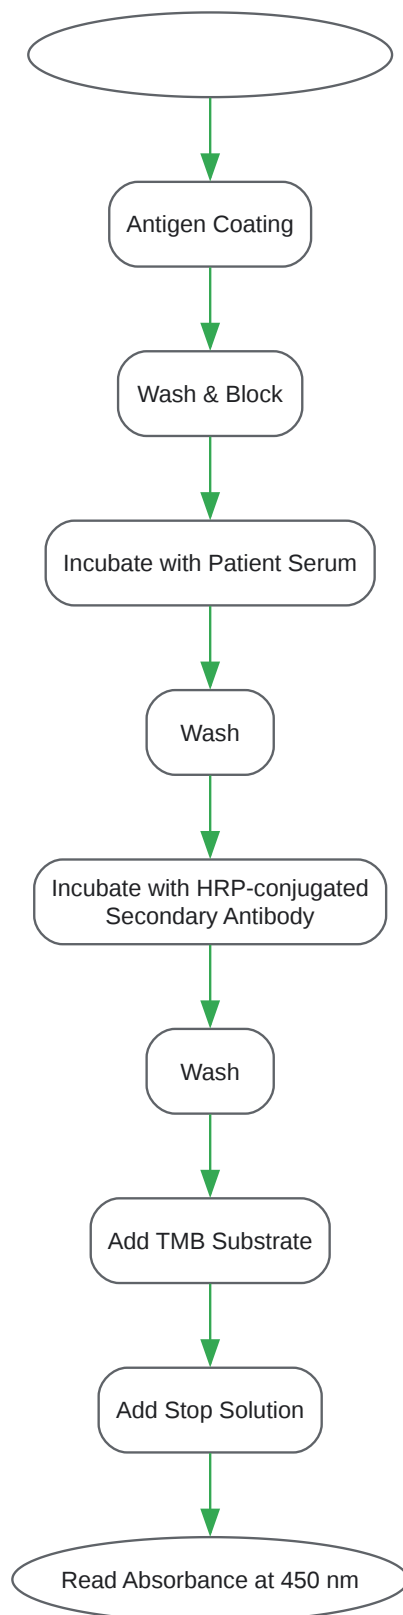 Antigen Coating
Wash & Block
Incubate with Patient Serum
Wash
Incubate with HRP-conjugated
Secondary Antibody
Wash
Add TMB Substrate
Add Stop Solution
Read Absorbance at 450 nm